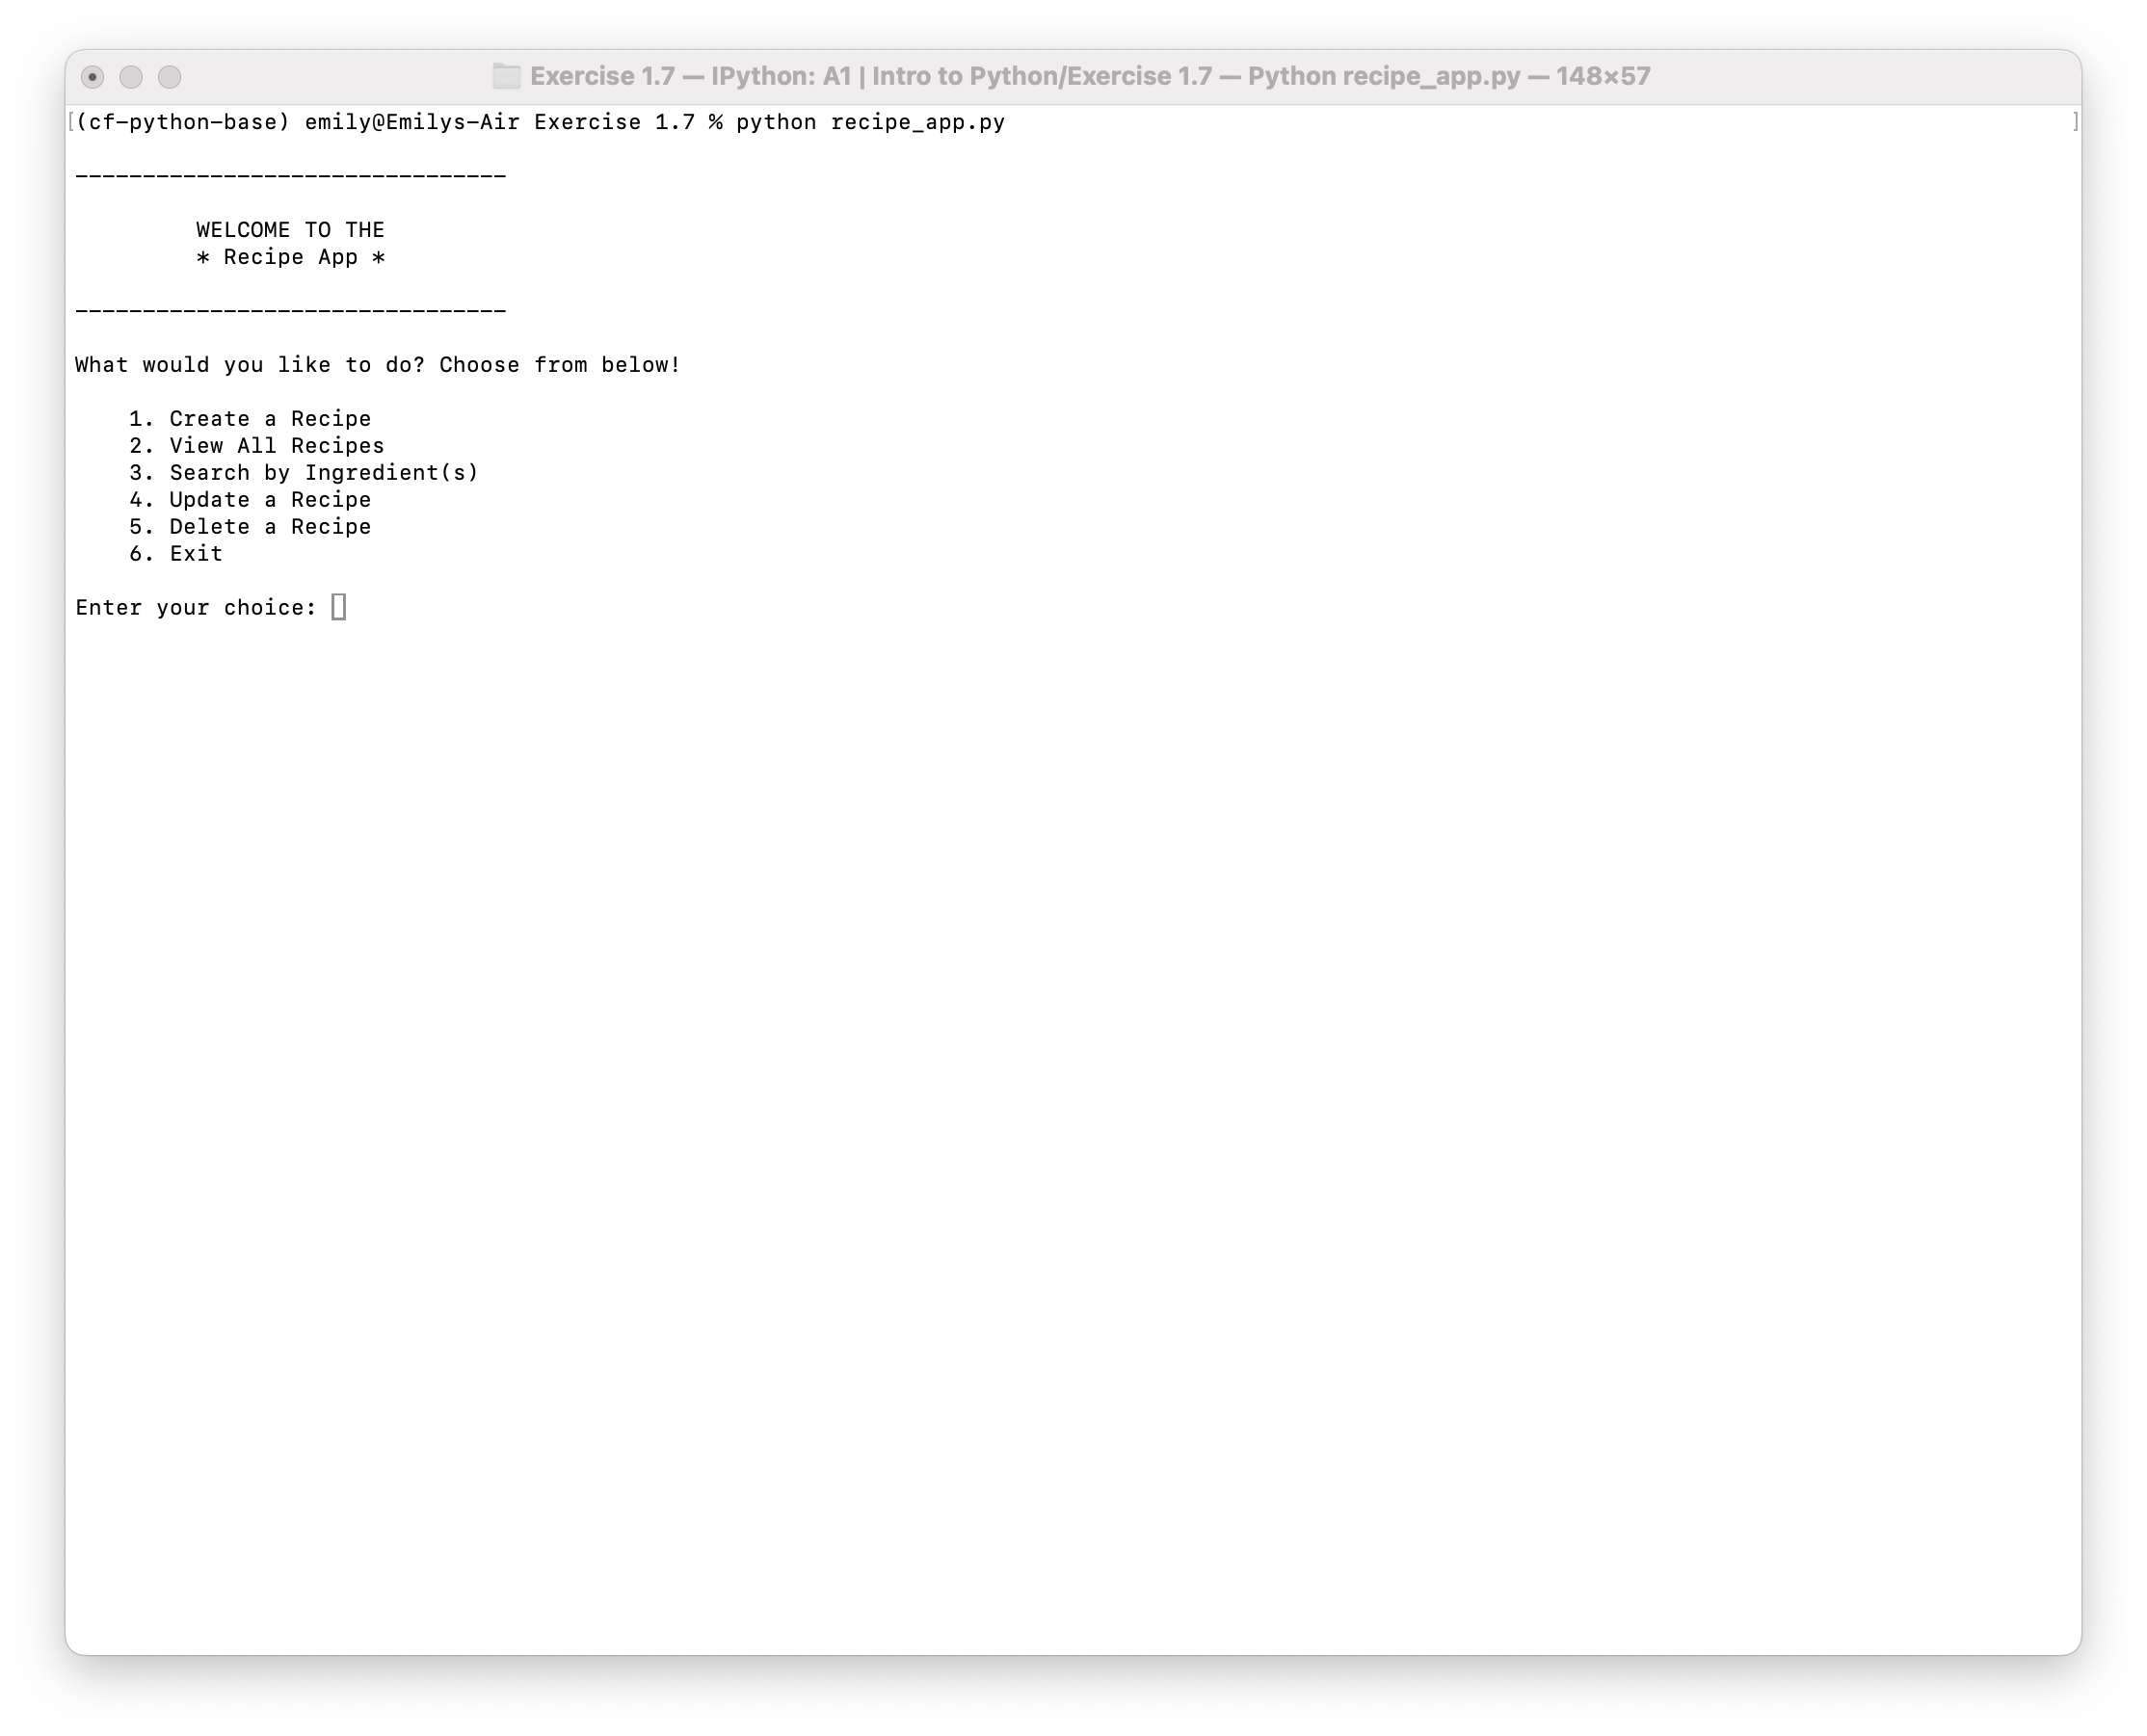 Exercise 1.7 — IPython: A1 | Intro to Python/Exercise 1.7 — Python recipe_app.py — 148×57
[(cf-python-base) emily@Emilys-Air Exercise 1.7 % python recipe_app.py ]
--------------------------------
WELCOME TO THE
* Recipe App *
--------------------------------
What would you like to do? Choose from below!
1. Create a Recipe
2. View All Recipes
3. Search by Ingredient(s)
4. Update a Recipe
5. Delete a Recipe
6. Exit
Enter your choice: